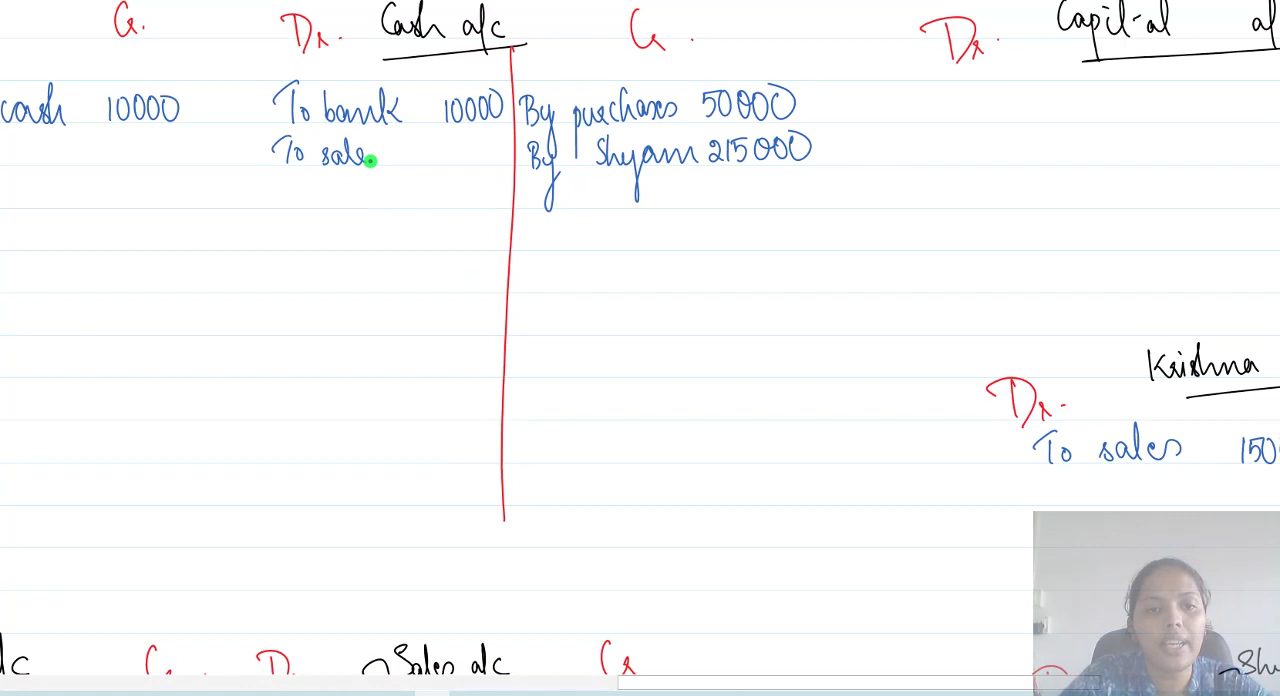 Cr. Dr. Cash a/c Cr. Dr. Capital a/
cash 10000 To bank 10000 By purchases 50000
To sale By Shyam 215000
Krishna
Dr.
To sales 150
Cr. D Sales a/c Cr